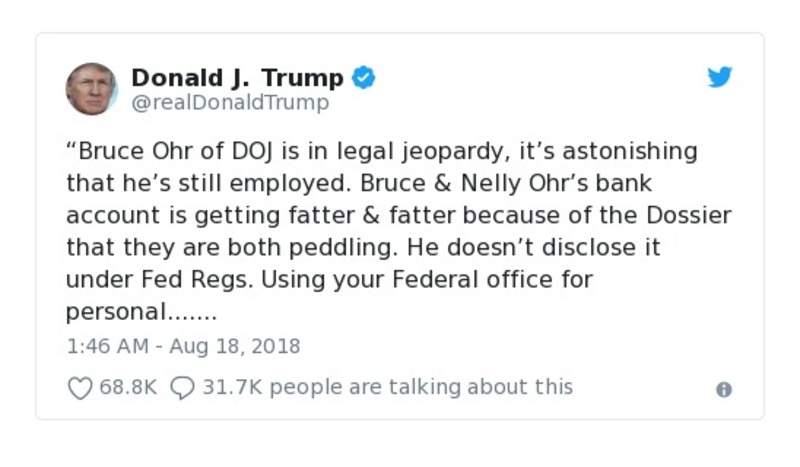 Donald J. Trump
@realDonaldTrump
“Bruce Ohr of DOJ is in legal jeopardy, it’s astonishing
that he’s still employed. Bruce & Nelly Ohr’s bank
account is getting fatter & fatter because of the Dossier
that they are both peddling. He doesn’t disclose it
under Fed Regs. Using your Federal office for
personal.......
1:46 AM - Aug 18, 2018
68.8K 31.7K people are talking about this